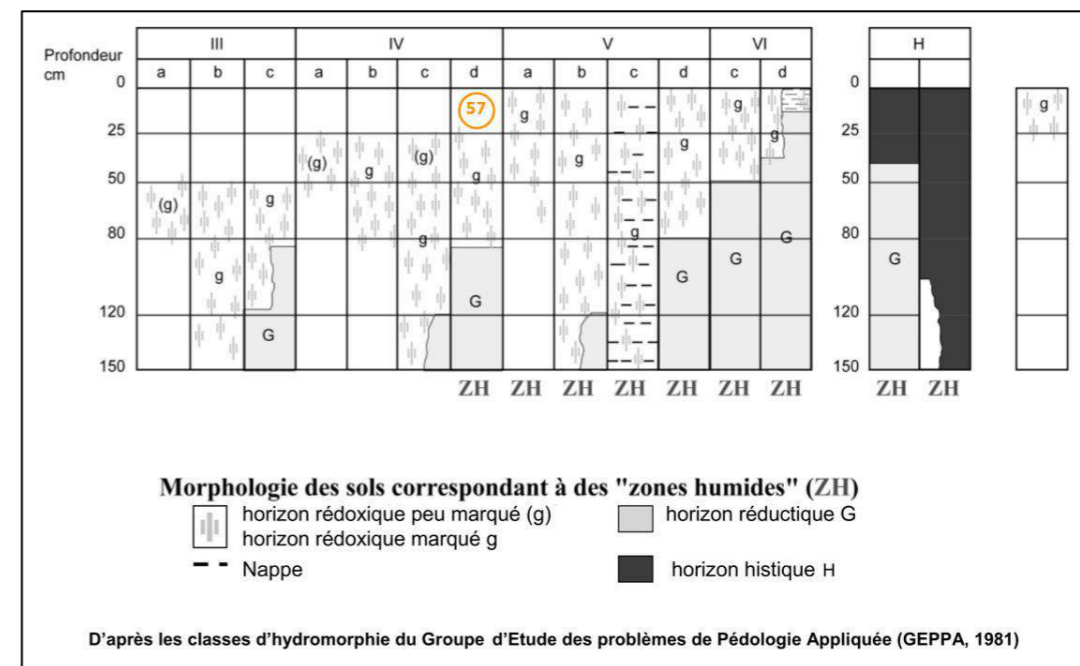 Profondeur
cm
III IV V VI H
a b c a b c d a b c d c d
0 0
57
g g g
25 25
g g
(g) (g) g g g
50 50
(g) g
80 g g 80
g G G G
G
120 120
G
150 150
ZH ZH ZH ZH ZH ZH ZH ZH ZH
Morphologie des sols correspondant à des "zones humides" (ZH)
horizon rédoxique peu marqué (g)
horizon rédoxique marqué g
horizon réductique G
Nappe
horizon histique H
D'après les classes d'hydromorphie du Groupe d'Etude des problèmes de Pédologie Appliquée (GEPPA, 1981)